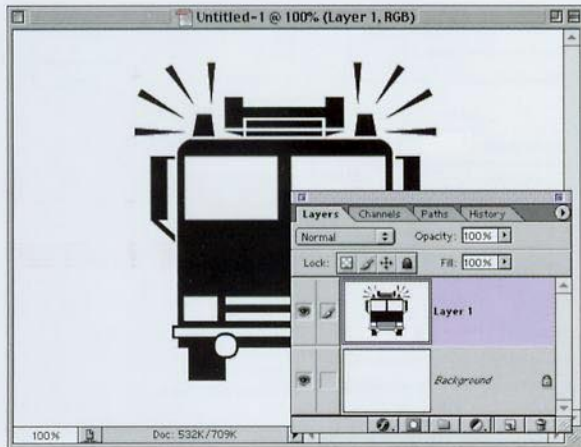 Untitled-1 @ 100% (Layer 1, RGB)
Layers Channels Paths History
Normal Opacity: 100%
Lock: Fill: 100%
Layer 1
Background
100% Doc: 532K/709K